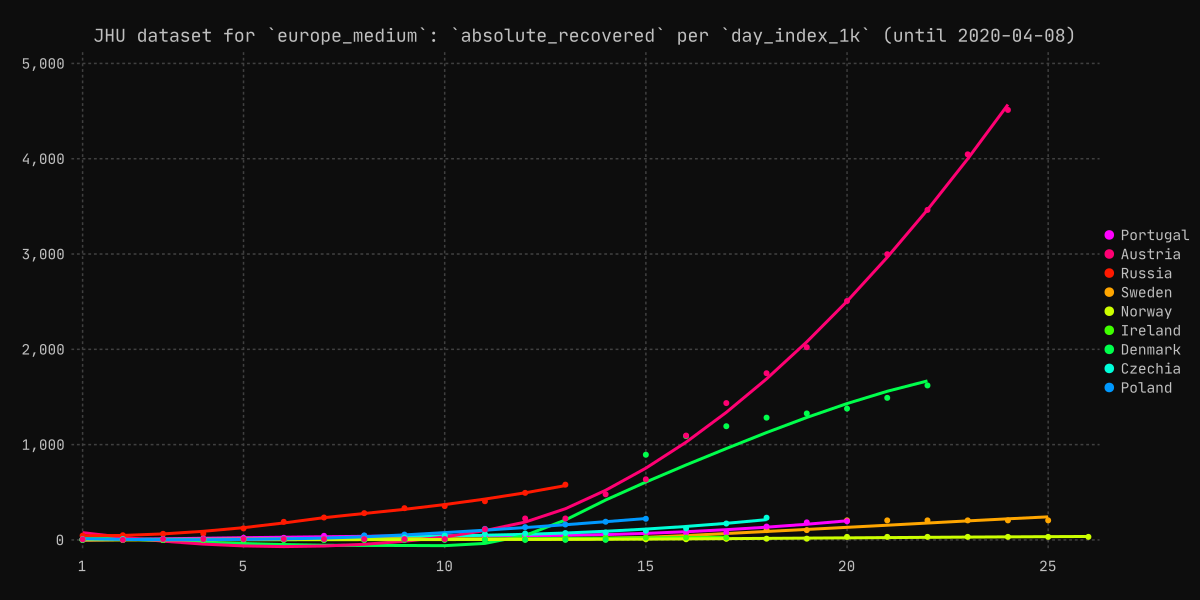 JHU dataset for `europe_medium`: `absolute_recovered` per `day_index_1k` (until 2020-04-08)
5,000
4,000
3,000
2,000
1,000
0
1 5 10 15 20 25
Portugal
Austria
Russia
Sweden
Norway
Ireland
Denmark
Czechia
Poland